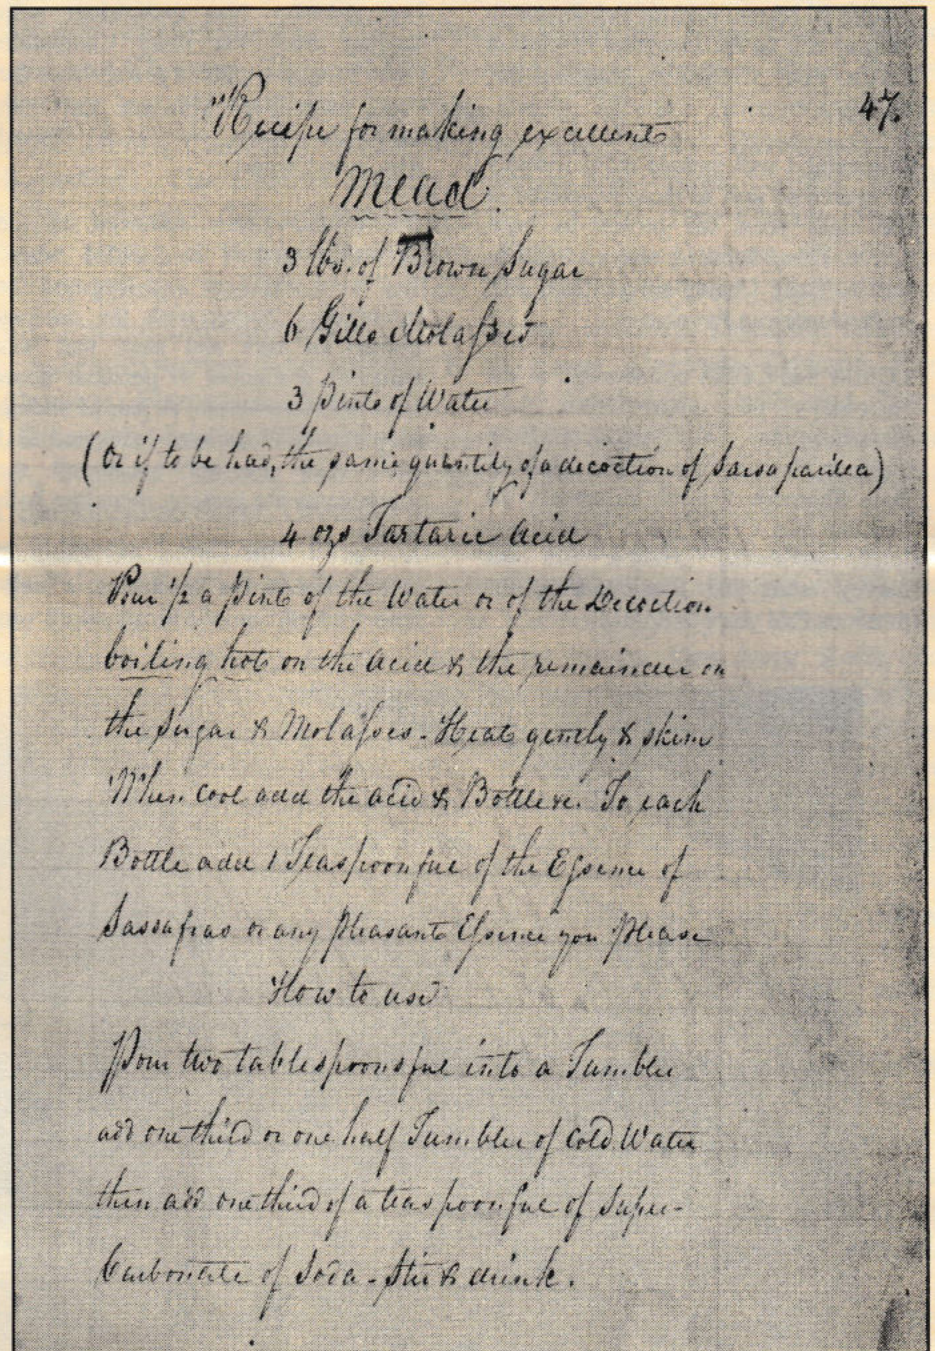 47.
Recipe for making excellent
Mead.
3 lbs. of Brown Sugar
6 Gills Molasses
3 Pints of Water
(Or if to be had, the same quantity of a decoction of Sarsaparilla)
4 ozs Tartaric Acid
Pour 1/2 a Pint of the Water or of the Decoction
boiling hot on the acid & the remainder on
the Sugar & Molasses - Heat gently & skim
When cool add the acid & Bottle &c. To each
Bottle add 1 Teaspoonful of the Essence of
Sassafras or any Pleasant Essence you Please
How to use
Pour two tablespoonsful into a Tumbler
add one third or one half Tumbler of Cold Water
then add one third of a teaspoonful of Super-
Carbonate of Soda - Stir & drink.